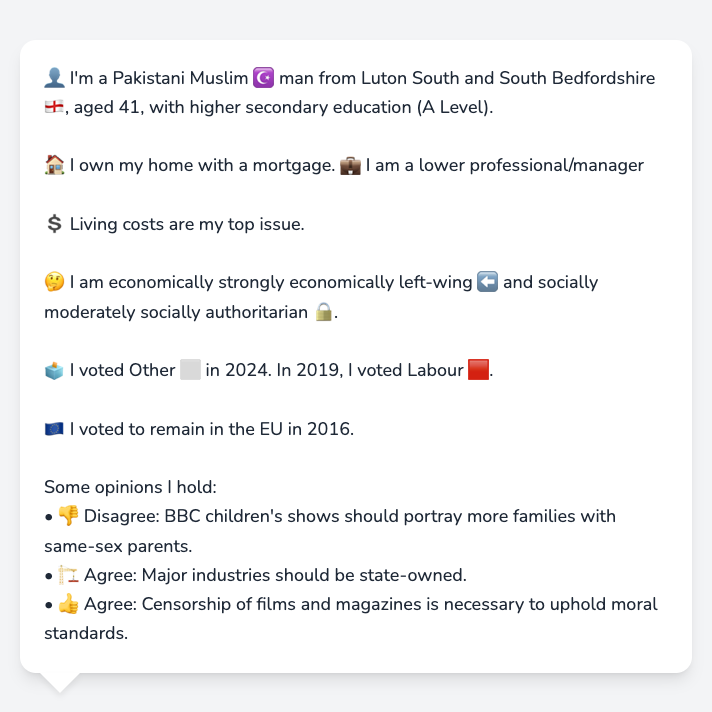 👤 I'm a Pakistani Muslim ☪️ man from Luton South and South Bedfordshire
🏴󠁧󠁢󠁥󠁮󠁧󠁿, aged 41, with higher secondary education (A Level).
🏠 I own my home with a mortgage. 💼 I am a lower professional/manager
💲 Living costs are my top issue.
🤔 I am economically strongly economically left-wing ⬅️ and socially
moderately socially authoritarian 🔒.
🗳️ I voted Other ⬜ in 2024. In 2019, I voted Labour 🟥.
🇪🇺 I voted to remain in the EU in 2016.
Some opinions I hold:
• 👎 Disagree: BBC children's shows should portray more families with
same-sex parents.
• 🏗️ Agree: Major industries should be state-owned.
• 👍 Agree: Censorship of films and magazines is necessary to uphold moral
standards.